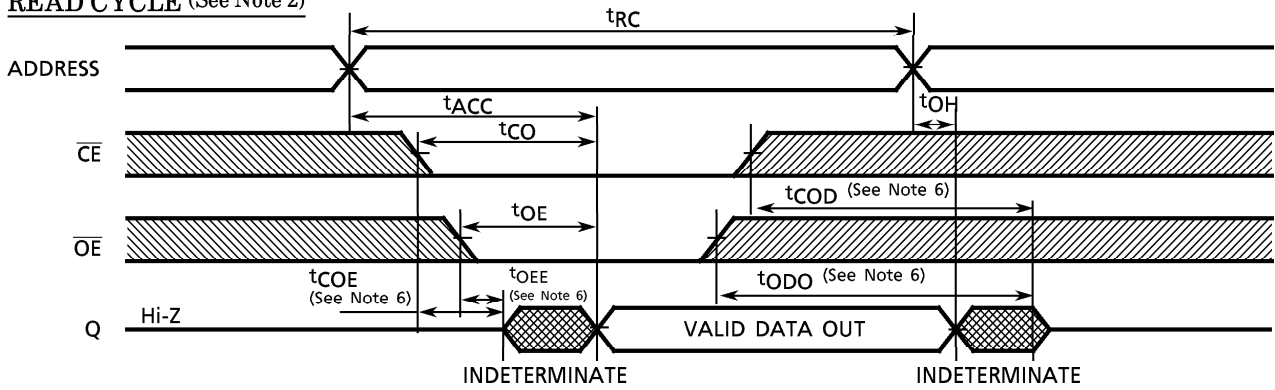 READ CYCLE (See Note 2)
tRC
ADDRESS
tACC
tOH
tCO
CE
tCOD (See Note 6)
tOE
OE
tCOE
(See Note 6)
tOEE
(See Note 6)
tODO (See Note 6)
Hi-Z
Q
VALID DATA OUT
INDETERMINATE
INDETERMINATE